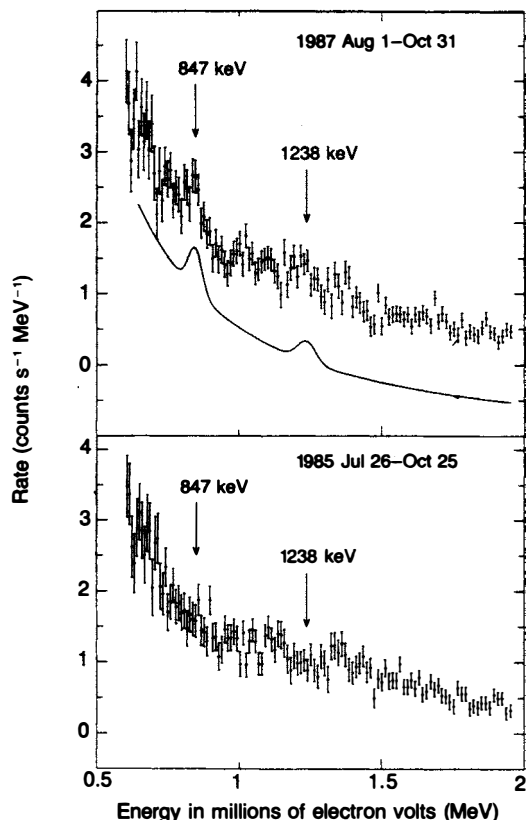 1987 Aug 1–Oct 31
847 keV
1238 keV
4
3
2
1
0
Rate (counts s⁻¹ MeV⁻¹)
1985 Jul 26–Oct 25
847 keV
1238 keV
4
3
2
1
0
0.5 1 1.5 2
Energy in millions of electron volts (MeV)